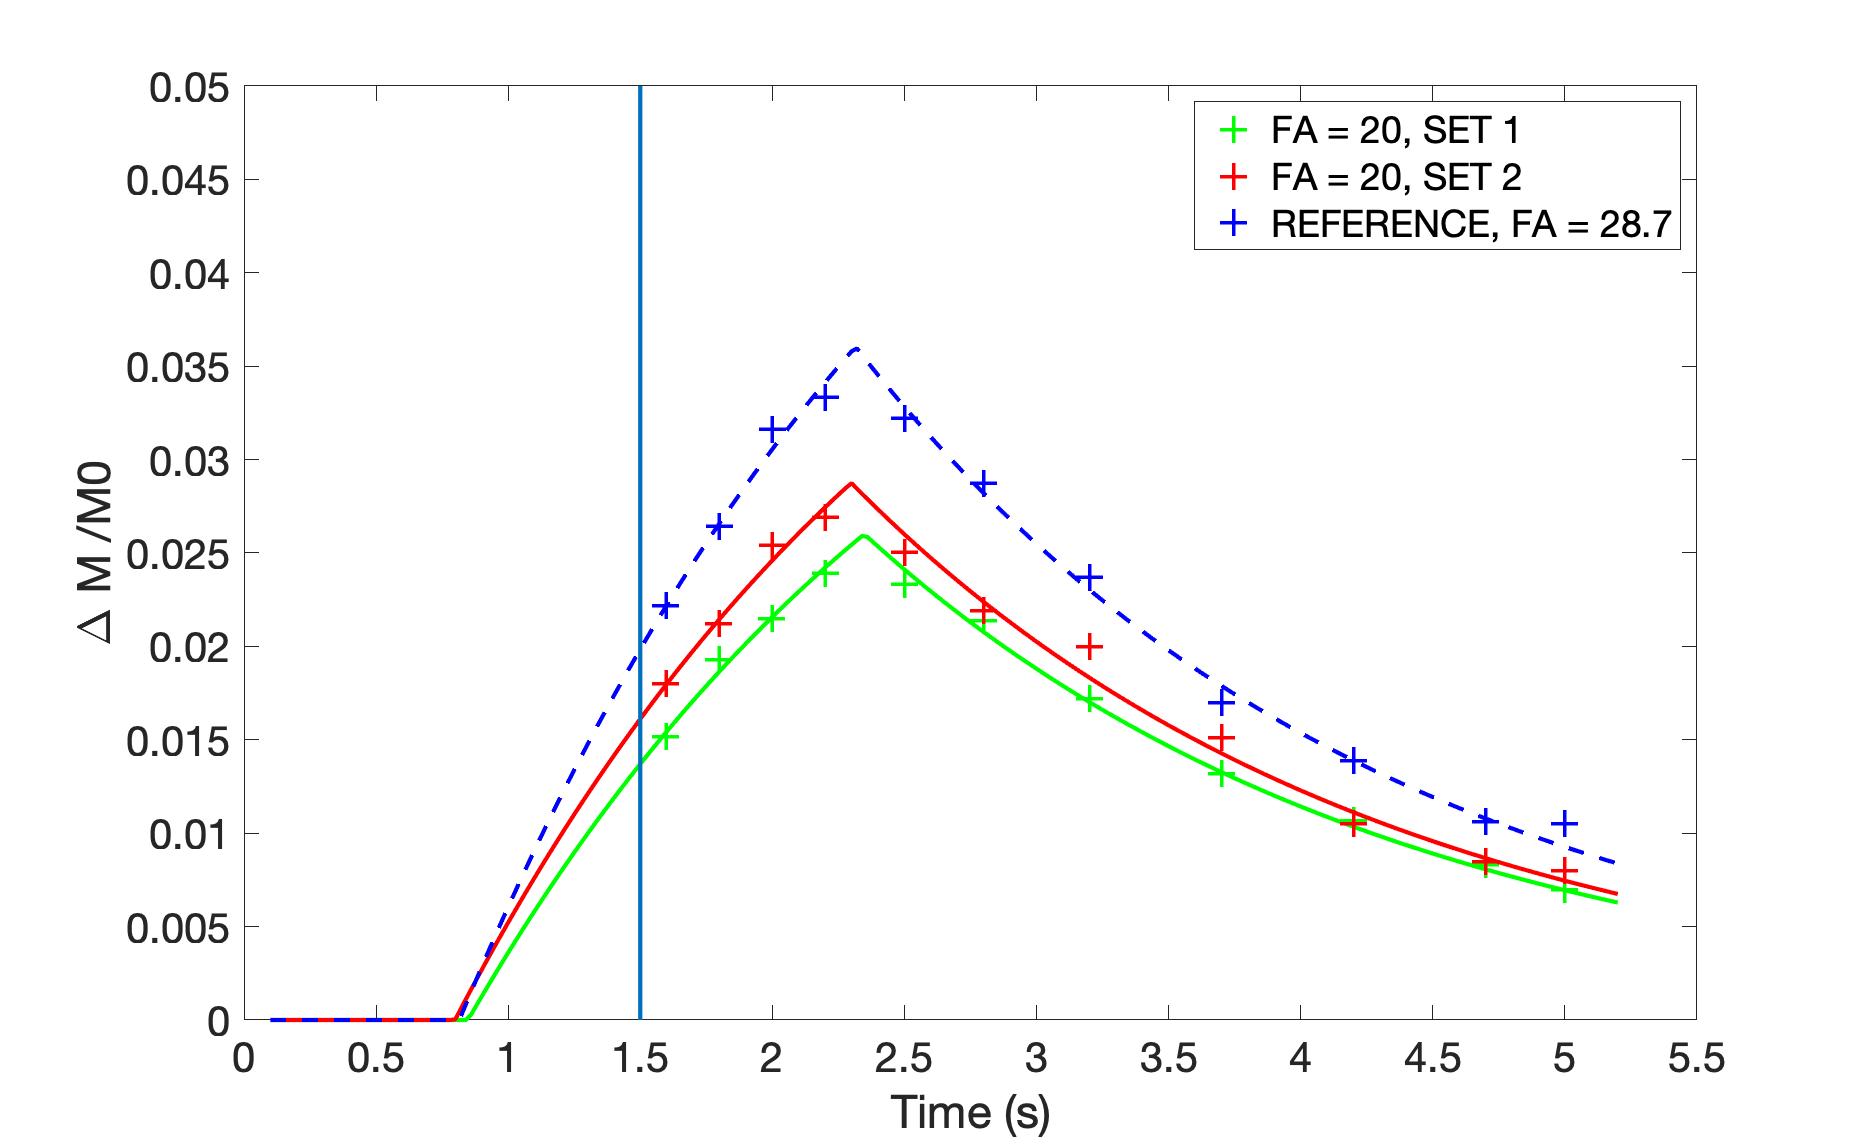 0.05
0.045
0.04
0.035
0.03
0.025
0.02
0.015
0.01
0.005
0
Δ M /M0
0 0.5 1 1.5 2 2.5 3 3.5 4 4.5 5 5.5
Time (s)
FA = 20, SET 1
FA = 20, SET 2
REFERENCE, FA = 28.7